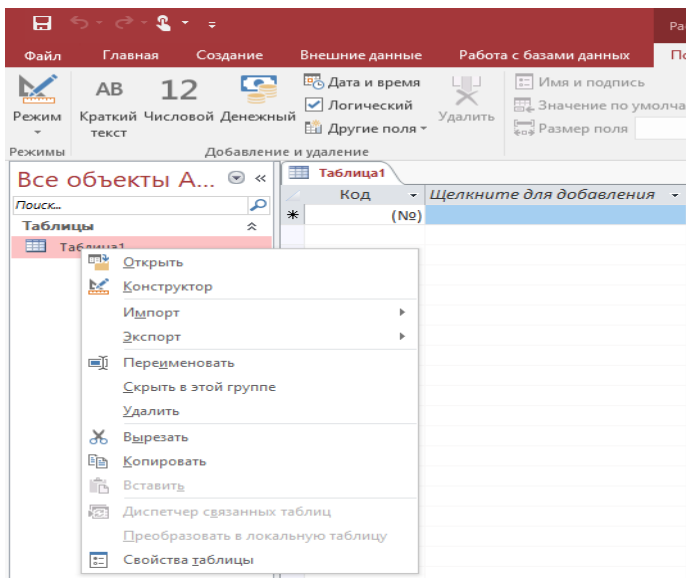 Ра
Файл Главная Создание Внешние данные Работа с базами данных По
Режим
AB
Краткий текст
12
Числовой
Денежный
Дата и время
Логический
Другие поля
Удалить
Имя и подпись
Значение по умолча
Размер поля
Режимы Добавление и удаление
Все объекты A... «
Поиск...
Таблицы
Таблица1
Таблица1
Код Щелкните для добавления
* (№)
Открыть
Конструктор
Импорт
Экспорт
Переименовать
Скрыть в этой группе
Удалить
Вырезать
Копировать
Вставить
Диспетчер связанных таблиц
Преобразовать в локальную таблицу
Свойства таблицы